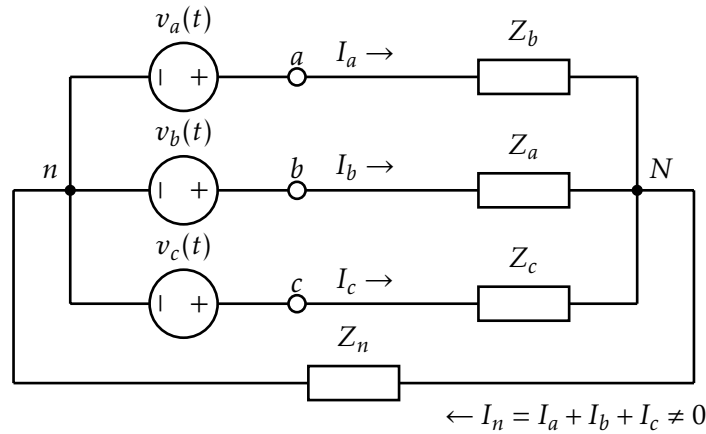 v_a(t)
a I_a → Z_b
v_b(t)
n b I_b → Z_a N
v_c(t)
c I_c → Z_c
Z_n
← I_n = I_a + I_b + I_c ≠ 0